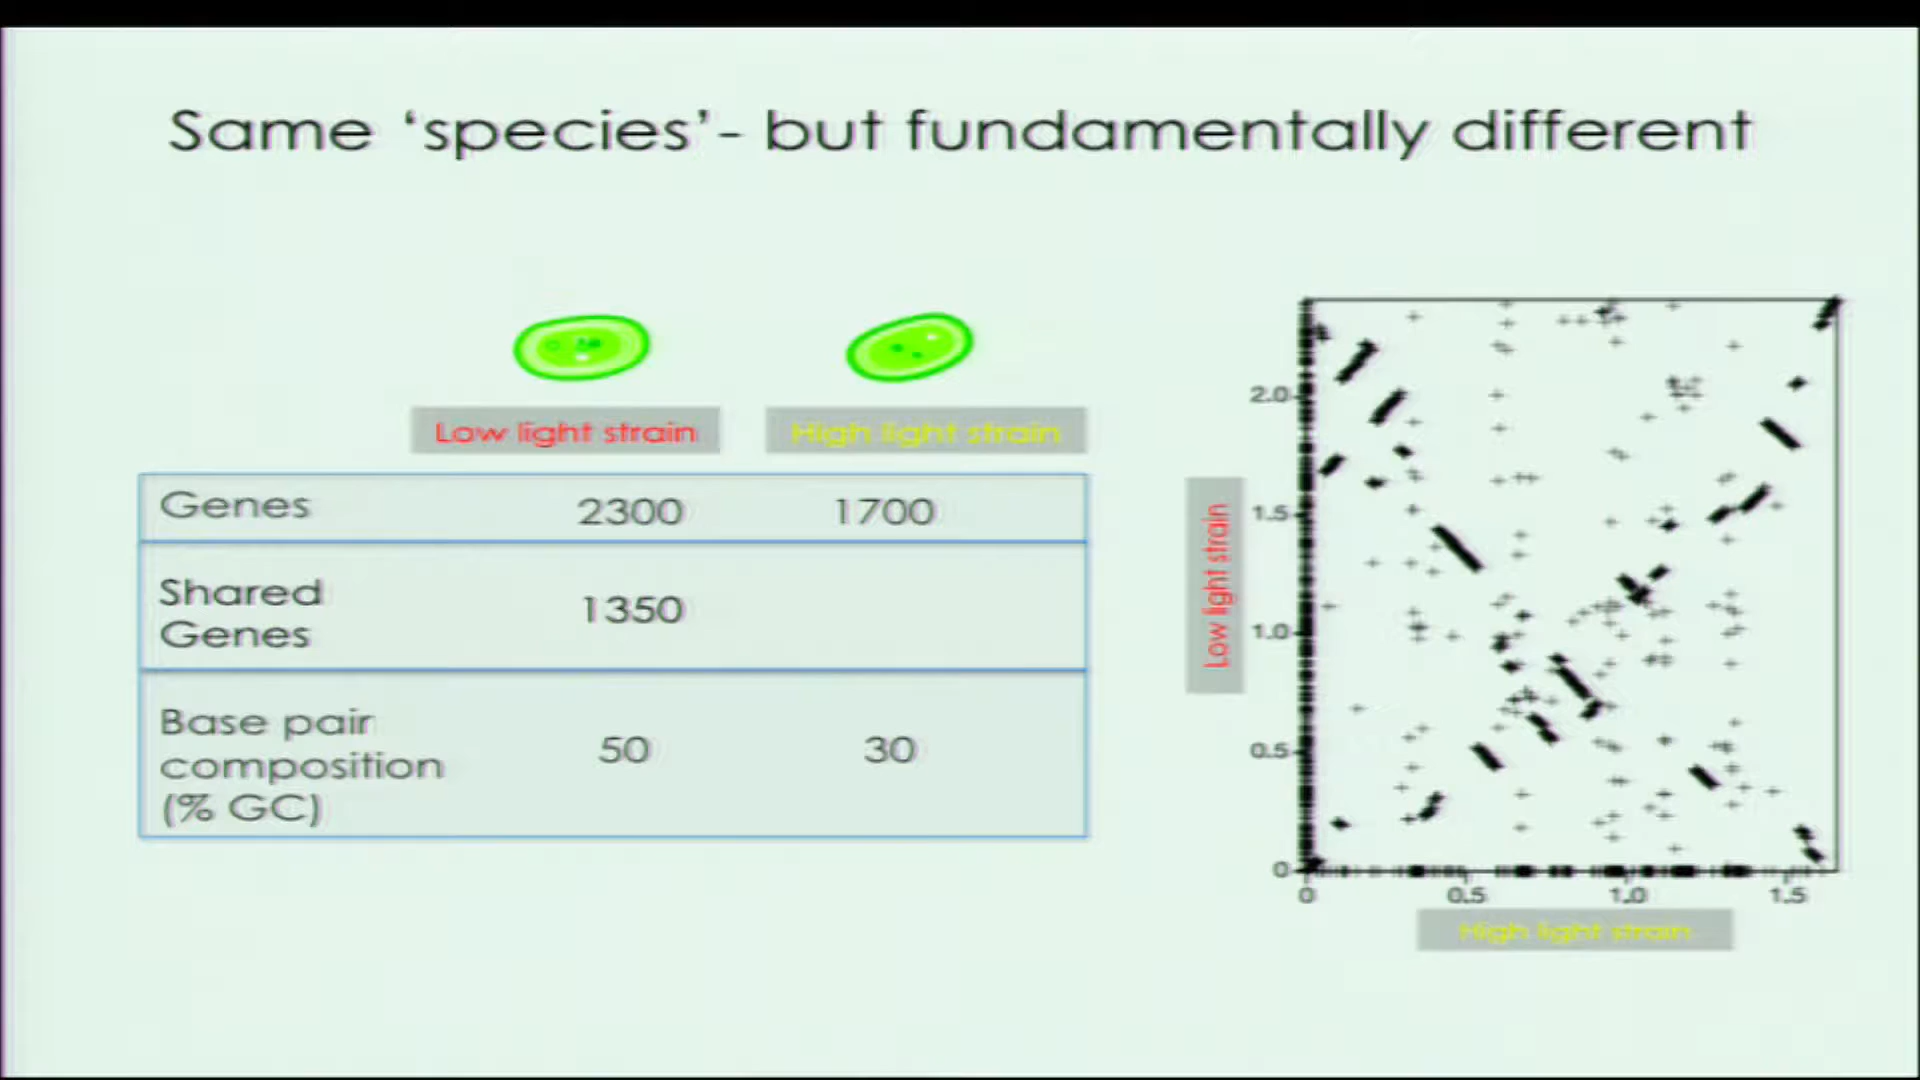 Same ‘species’- but fundamentally different
Low light strain
High light strain
Genes 2300 1700
Shared
Genes
1350
Base pair
composition
(% GC)
50 30
Low light strain
2.0
1.5
1.0
0.5
0
0 0.5 1.0 1.5
High light strain